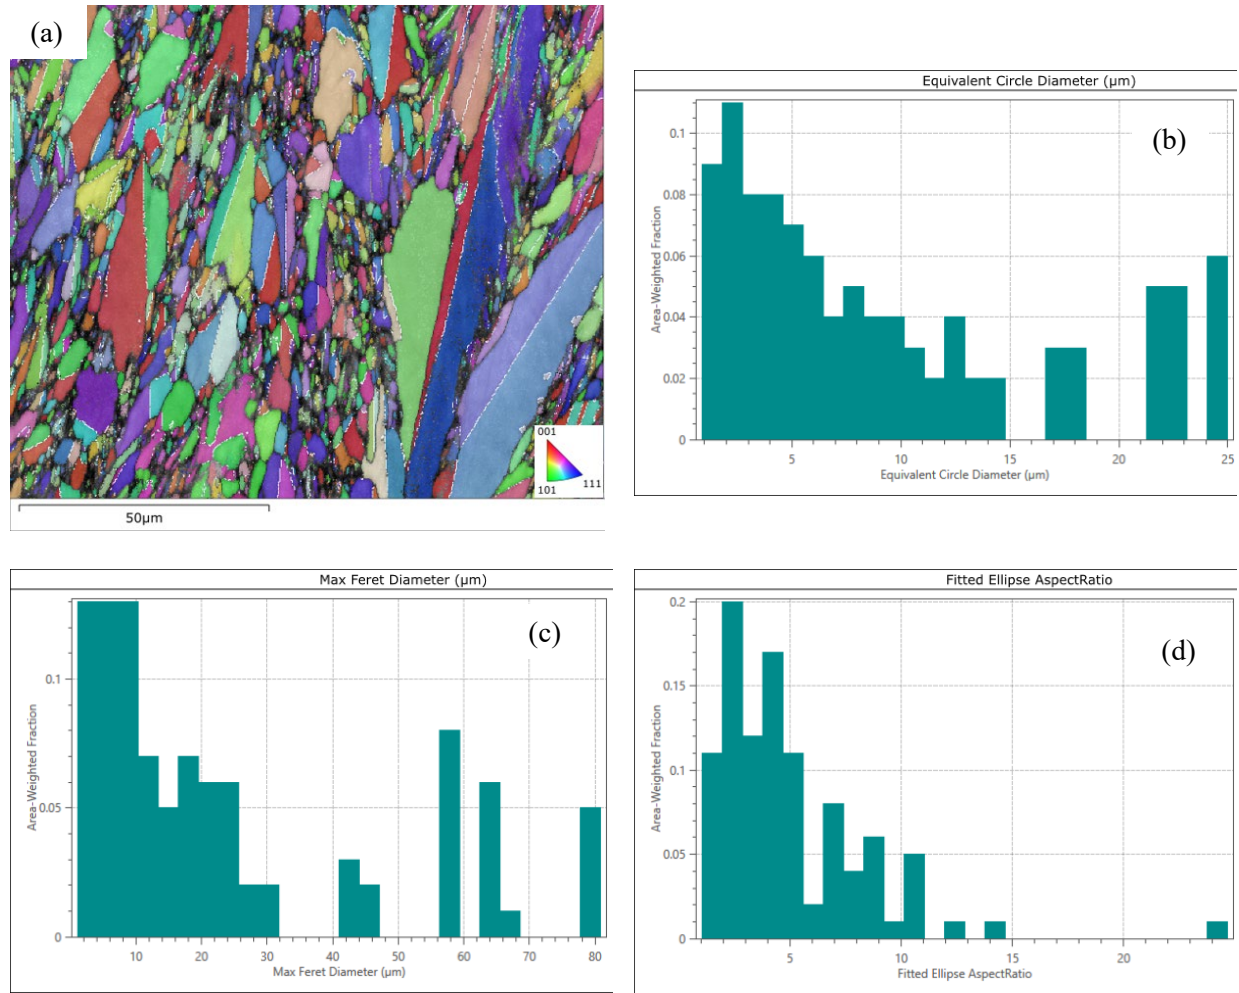 (a)
001
101
111
50µm
Equivalent Circle Diameter (µm)
(b)
Area-Weighted Fraction
0.1
0.08
0.06
0.04
0.02
0
5
10
15
20
25
Equivalent Circle Diameter (µm)
Max Feret Diameter (µm)
(c)
Area-Weighted Fraction
0.1
0.05
0
10
20
30
40
50
60
70
80
Max Feret Diameter (µm)
Fitted Ellipse AspectRatio
(d)
Area-Weighted Fraction
0.2
0.15
0.1
0.05
0
5
10
15
20
Fitted Ellipse AspectRatio